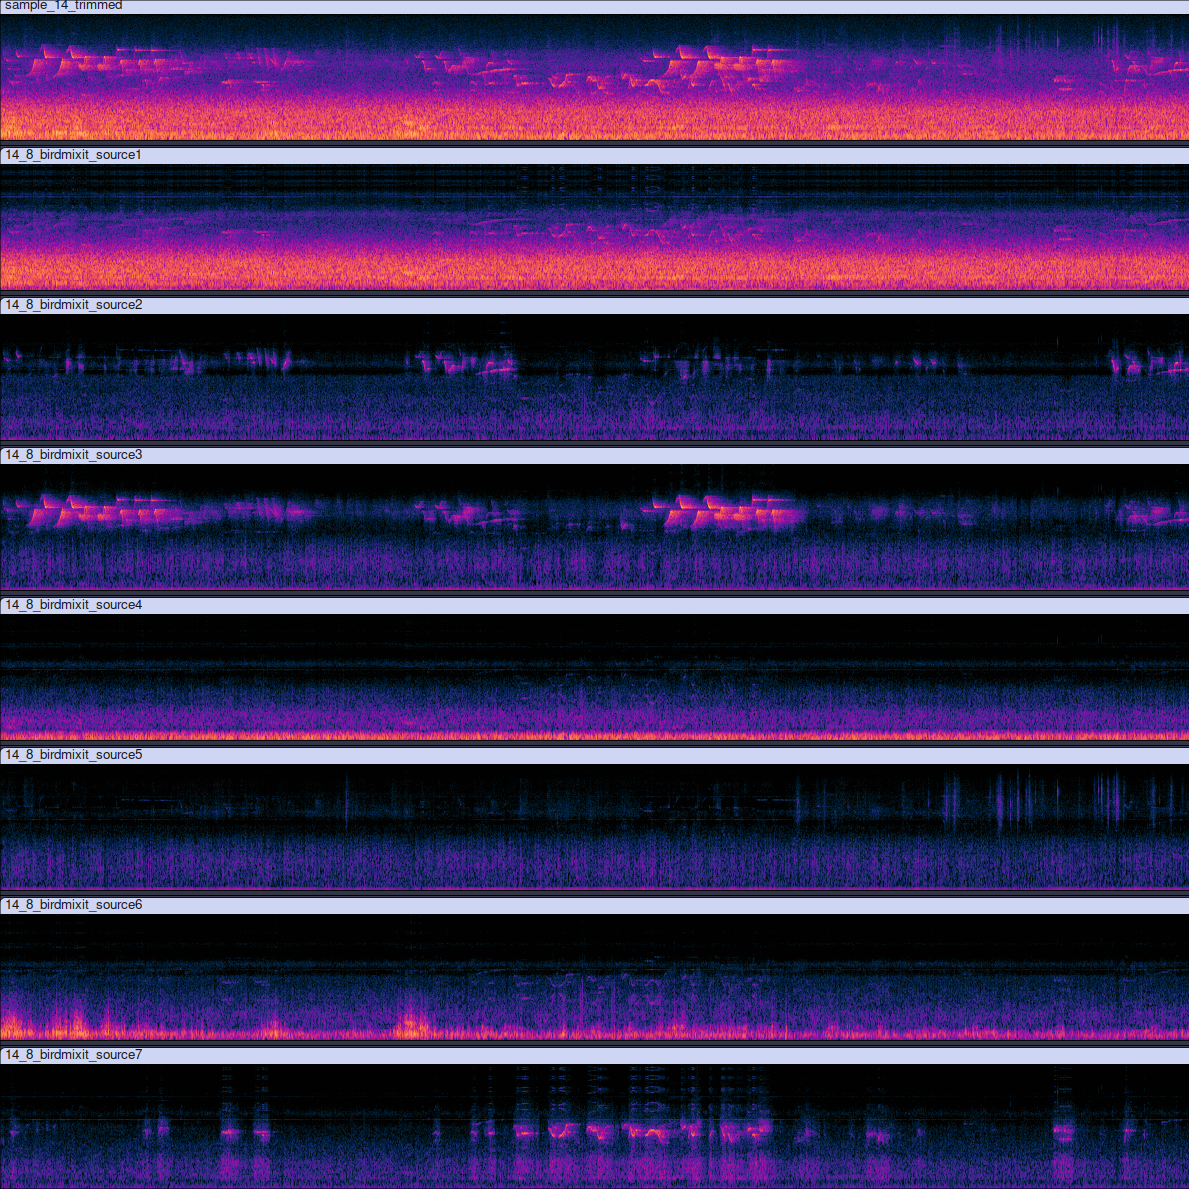 sample_14_trimmed
14_8_birdmixit_source1
14_8_birdmixit_source2
14_8_birdmixit_source3
14_8_birdmixit_source4
14_8_birdmixit_source5
14_8_birdmixit_source6
14_8_birdmixit_source7